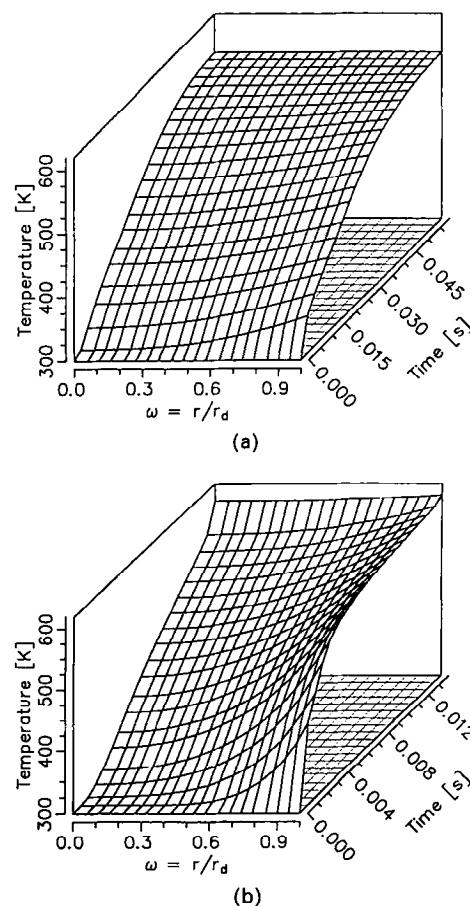 600
500
400
300
Temperature [K]
0.0 0.3 0.6 0.9
ω = r/r_d
0.000
0.015
0.030
0.045
Time [s]
(a)
600
500
400
300
Temperature [K]
0.0 0.3 0.6 0.9
ω = r/r_d
0.000
0.004
0.008
0.012
Time [s]
(b)